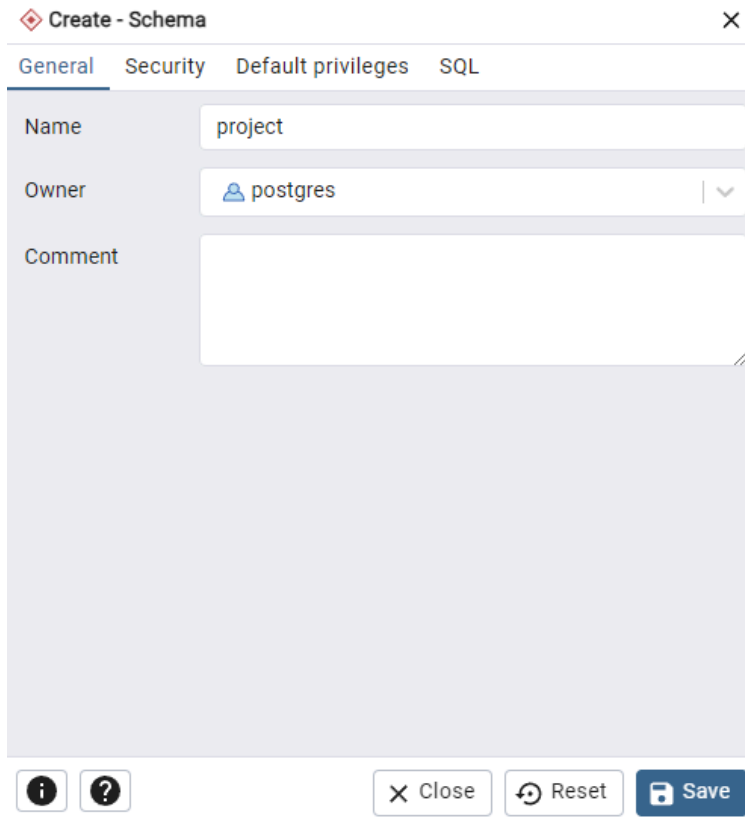 Create - Schema
General Security Default privileges SQL
Name project
Owner postgres
Comment
Close Reset Save